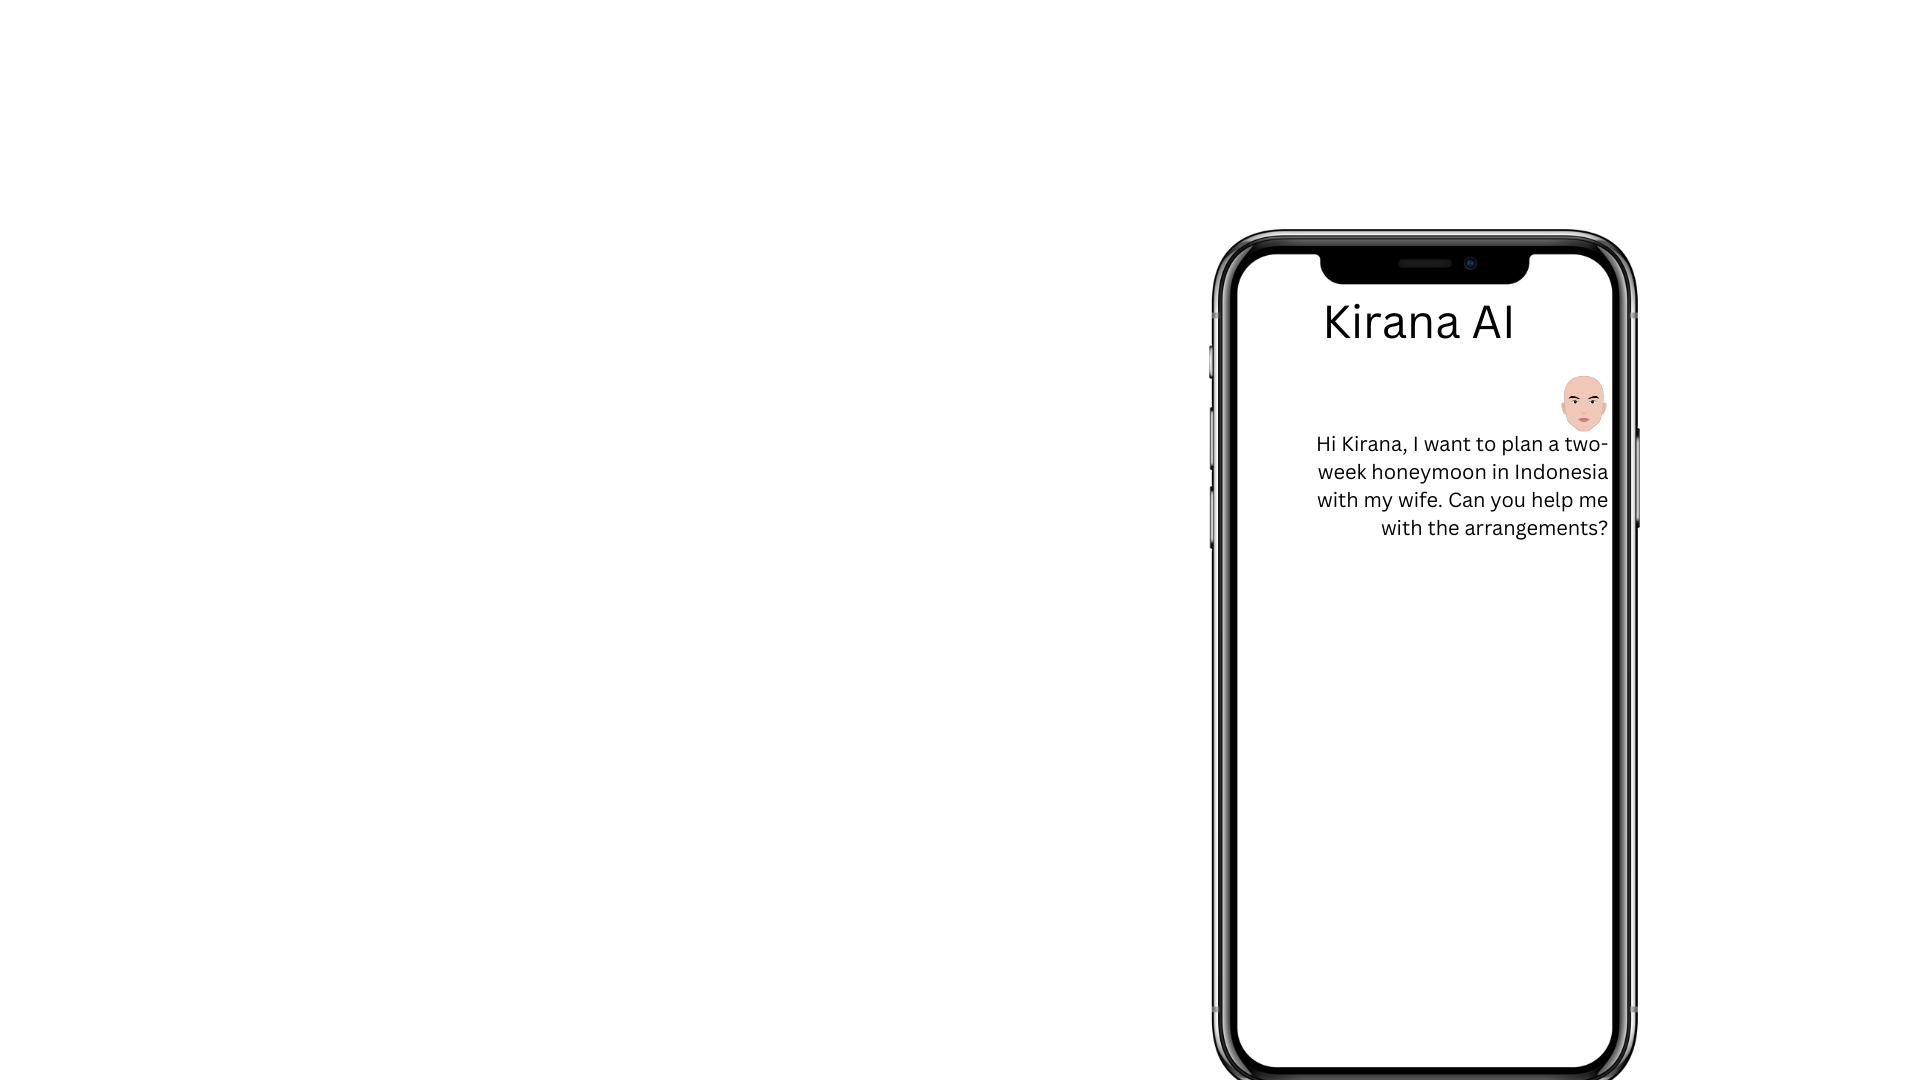 Kirana AI
Hi Kirana, I want to plan a two-
week honeymoon in Indonesia
with my wife. Can you help me
with the arrangements?